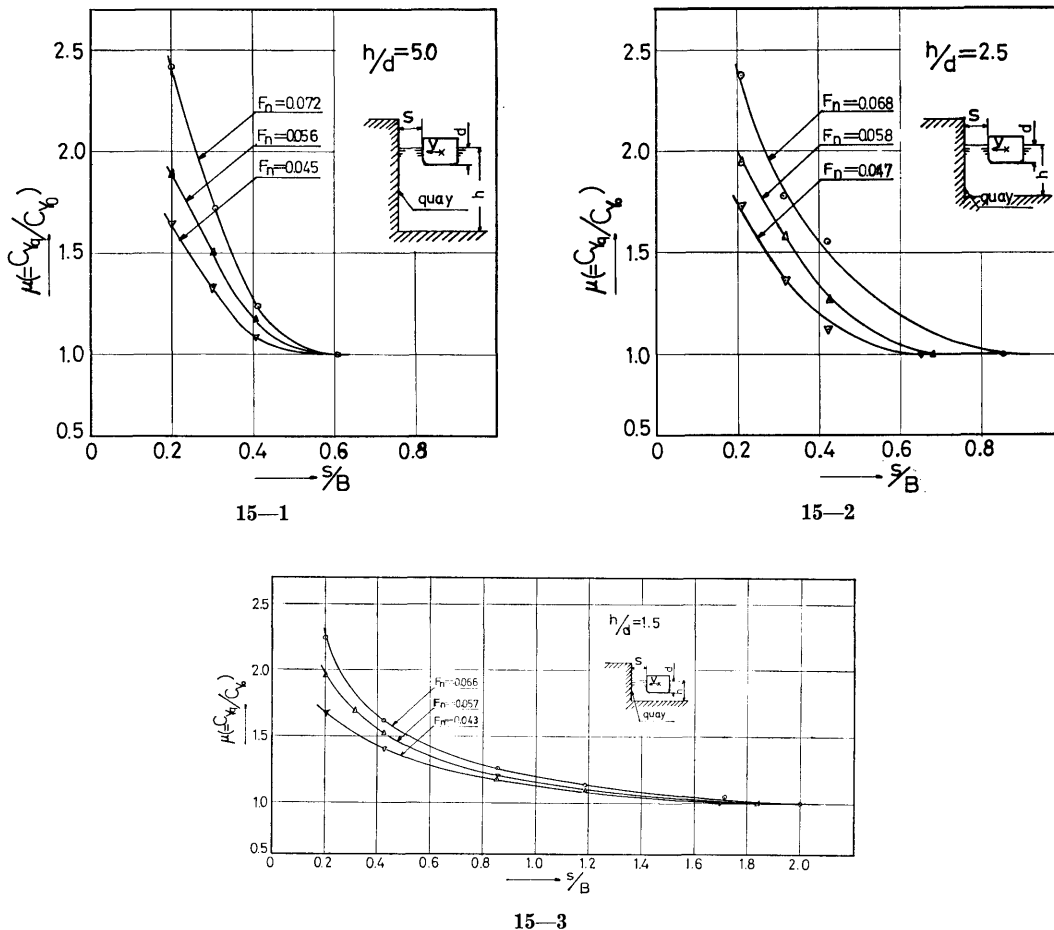 2.5
2.0
1.5
1.0
0.5
μ(=Cyq/Cy0)
h/d=5.0
Fn=0.072
Fn=0.056
Fn=0.045
S
d
y
h
quay
0 0.2 0.4 0.6 0.8
S/B
15—1
2.5
2.0
1.5
1.0
0.5
μ(=Cyq/Cy0)
h/d=2.5
Fn=0.068
Fn=0.058
Fn=0.047
S
d
y
h
quay
0 0.2 0.4 0.6 0.8
S/B
15—2
2.5
2.0
1.5
1.0
0.5
μ(=Cyq/Cy0)
h/d=1.5
Fn=0.066
Fn=0.057
Fn=0.043
S
d
y
h
quay
0.2 0.4 0.6 0.8 1.0 1.2 1.4 1.6 1.8 2.0
S/B
15—3